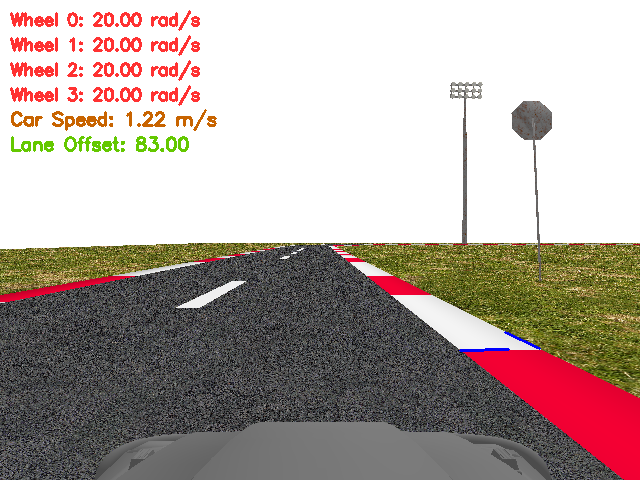 Wheel 0: 20.00 rad/s
Wheel 1: 20.00 rad/s
Wheel 2: 20.00 rad/s
Wheel 3: 20.00 rad/s
Car Speed: 1.22 m/s
Lane Offset: 83.00